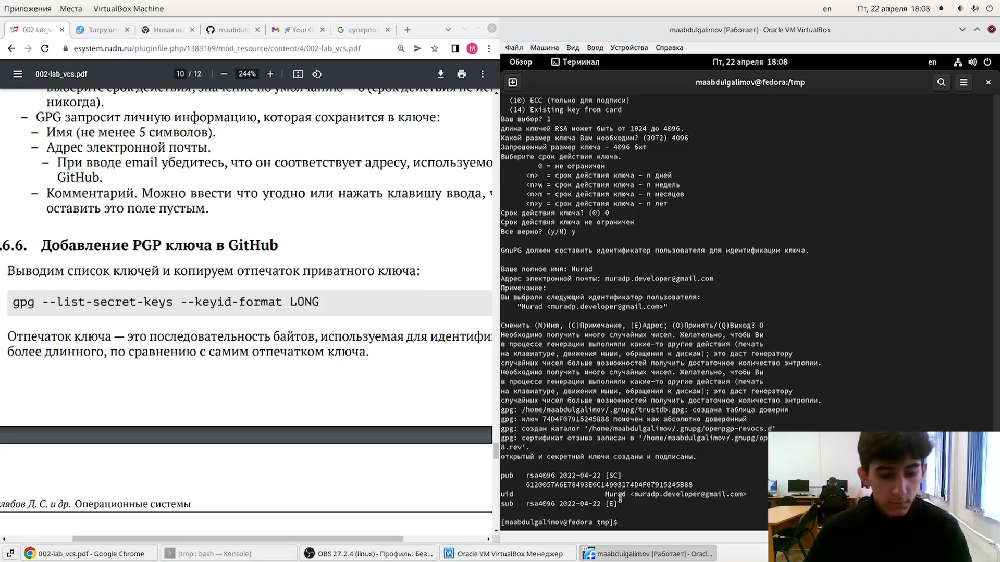 Приложения Места VirtualBox Machine
en Пт, 22 апреля 18:08
002-lab_vc Загрузит Новая вк maabdulg Your G суперпол
esystem.rudn.ru/pluginfile.php/1383169/mod_resource/content/4/002-lab_vcs.pdf M
002-lab_vcs.pdf 10 / 12 244%
никогда).
– GPG запросит личную информацию, которая сохранится в ключе:
– Имя (не менее 5 символов).
– Адрес электронной почты.
– При вводе email убедитесь, что он соответствует адресу, используемо
GitHub.
– Комментарий. Можно ввести что угодно или нажать клавишу ввода,
оставить это поле пустым.
.6.6. Добавление PGP ключа в GitHub
Выводим список ключей и копируем отпечаток приватного ключа:
gpg --list-secret-keys --keyid-format LONG
Отпечаток ключа — это последовательность байтов, используемая для идентифи
более длинного, по сравнению с самим отпечатком ключа.
лябов Д. С. и др. Операционные системы
maabdulgalimov [Работает] - Oracle VM VirtualBox
Файл Машина Вид Ввод Устройства Справка
Обзор Терминал Пт, 22 апреля 18:08 en
maabdulgalimov@fedora:/tmp
(10) ECC (только для подписи)
(14) Existing key from card
Ваш выбор? 1
длина ключей RSA может быть от 1024 до 4096.
Какой размер ключа Вам необходим? (3072) 4096
Запрошенный размер ключа - 4096 бит
Выберите срок действия ключа.
0 = не ограничен
<n> = срок действия ключа - n дней
<n>w = срок действия ключа - n недель
<n>m = срок действия ключа - n месяцев
<n>y = срок действия ключа - n лет
Срок действия ключа? (0) 0
Срок действия ключа не ограничен
Все верно? (y/N) y
GnuPG должен составить идентификатор пользователя для идентификации ключа.
Ваше полное имя: Murad
Адрес электронной почты: muradp.developer@gmail.com
Примечание:
Вы выбрали следующий идентификатор пользователя:
"Murad <muradp.developer@gmail.com>"
Сменить (N)Имя, (C)Примечание, (E)Адрес; (O)Принять/(Q)Выход? O
Необходимо получить много случайных чисел. Желательно, чтобы Вы
в процессе генерации выполняли какие-то другие действия (печать
на клавиатуре, движения мыши, обращения к дискам); это даст генератору
случайных чисел больше возможностей получить достаточное количество энтропии.
Необходимо получить много случайных чисел. Желательно, чтобы Вы
в процессе генерации выполняли какие-то другие действия (печать
на клавиатуре, движения мыши, обращения к дискам); это даст генератору
случайных чисел больше возможностей получить достаточное количество энтропии.
gpg: /home/maabdulgalimov/.gnupg/trustdb.gpg: создана таблица доверия
gpg: ключ 74D4F07915245B88 помечен как абсолютно доверенный
gpg: создан каталог '/home/maabdulgalimov/.gnupg/openpgp-revocs.d'
gpg: сертификат отзыва записан в '/home/maabdulgalimov/.gnupg/op
8.rev'.
открытый и секретный ключи созданы и подписаны.
pub rsa4096 2022-04-22 [SC]
6120057A6E78493E6C14903174D4F07915245B88
uid Murad <muradp.developer@gmail.com>
sub rsa4096 2022-04-22 [E]
[maabdulgalimov@fedora tmp]$
002-lab_vcs.pdf - Google Chrome [tmp : bash — Konsole] OBS 27.2.4 (linux) - Профиль: Без... Oracle VM VirtualBox Менеджер maabdulgalimov [Работает] - Orac...